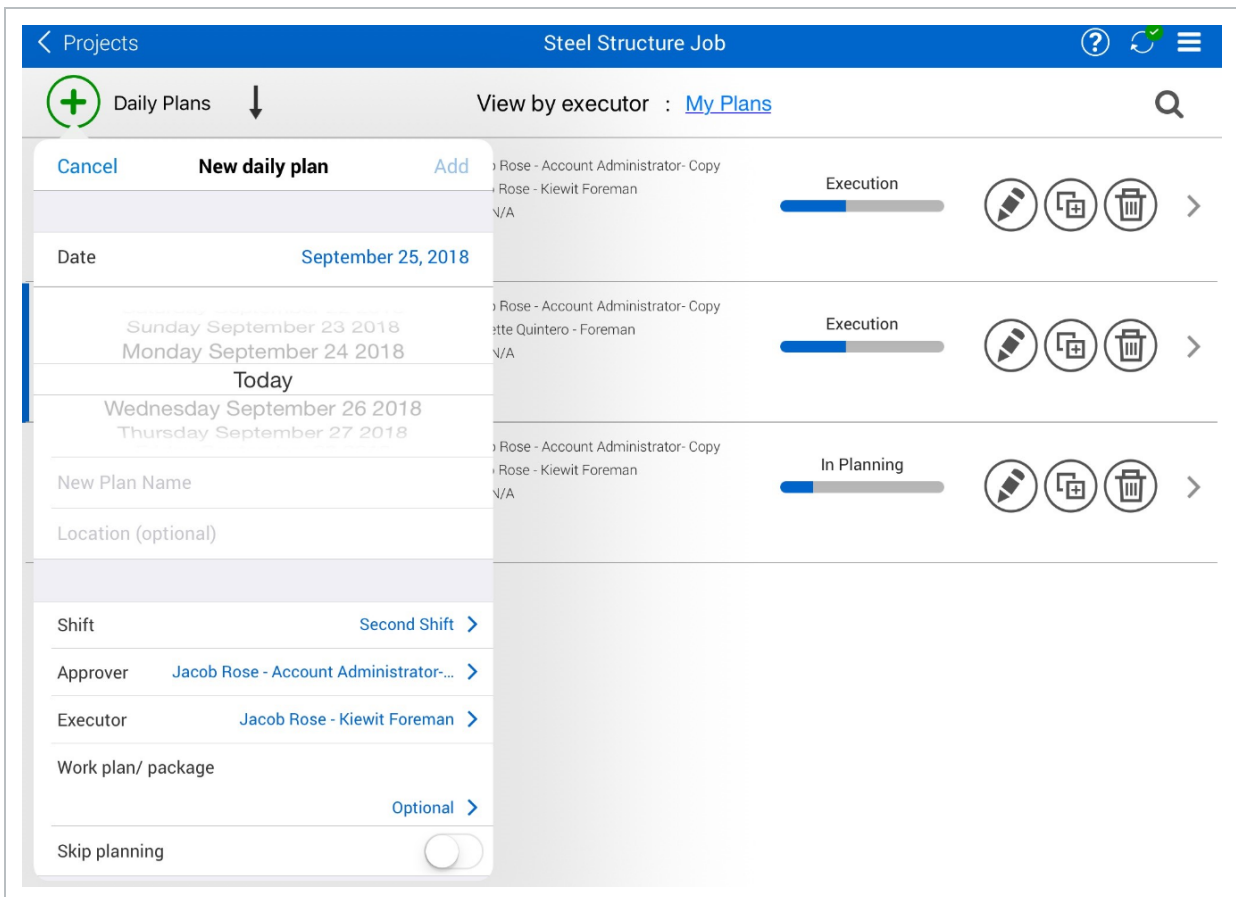 Projects
Steel Structure Job
Daily Plans
View by executor : My Plans
Cancel
New daily plan
Add
Date
September 25, 2018
Sunday September 23 2018
Monday September 24 2018
Today
Wednesday September 26 2018
Thursday September 27 2018
New Plan Name
Location (optional)
Shift
Second Shift
Approver
Jacob Rose - Account Administrator-...
Executor
Jacob Rose - Kiewit Foreman
Work plan/ package
Optional
Skip planning
Rose - Account Administrator- Copy
Rose - Kiewit Foreman
N/A
Execution
Rose - Account Administrator- Copy
Quintero - Foreman
N/A
Execution
Rose - Account Administrator- Copy
Rose - Kiewit Foreman
N/A
In Planning